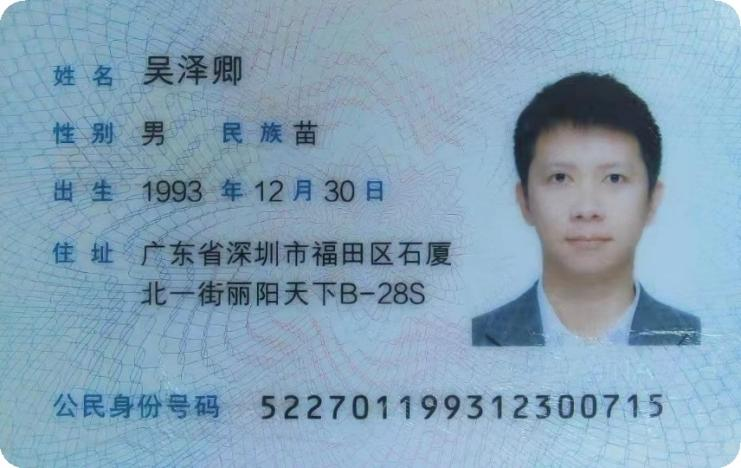 姓名 吴泽卿
性别 男 民族 苗
出生 1993 年 12 月 30 日
住址 广东省深圳市福田区石厦
北一街丽阳天下B-28S
公民身份号码 522701199312300715